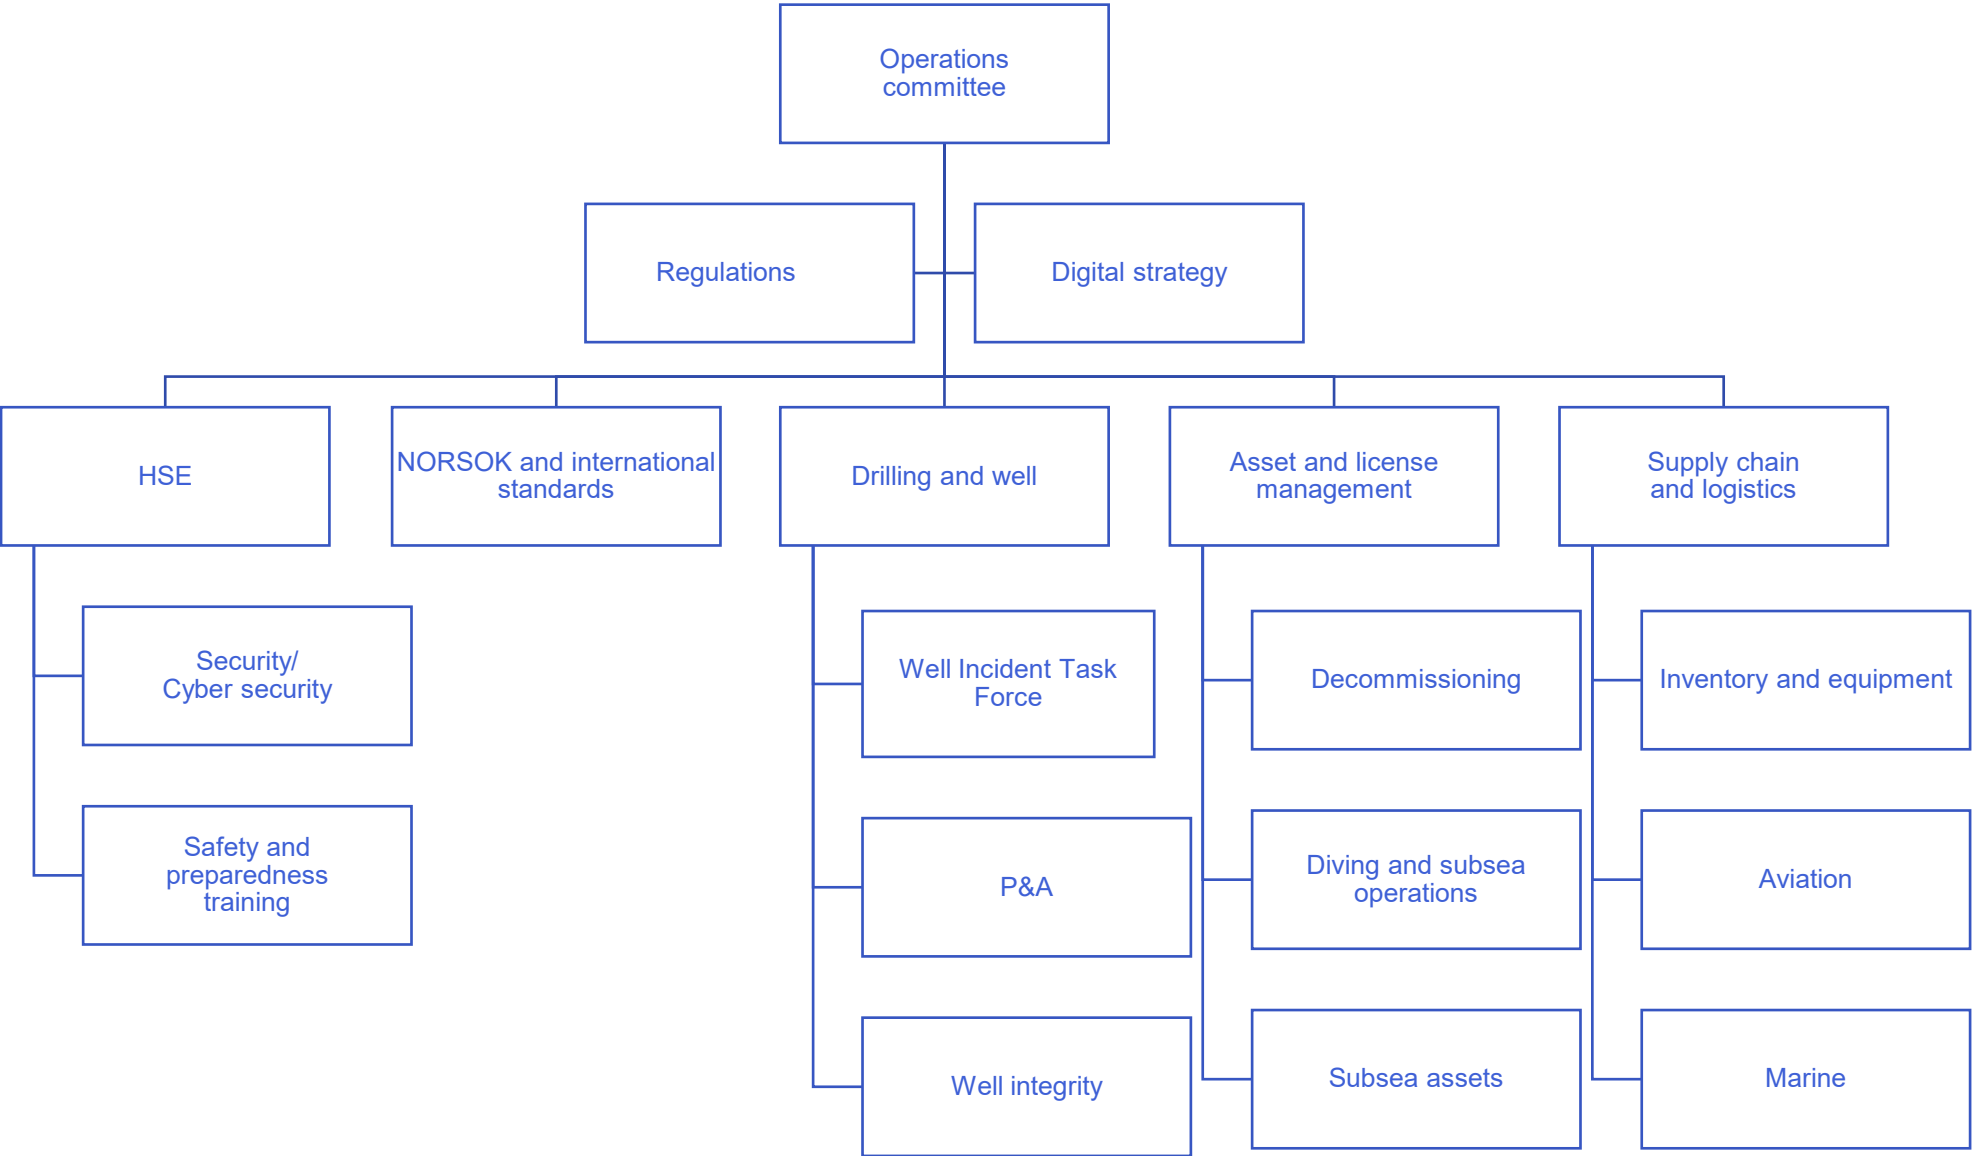 Operations
committee
Regulations
Digital strategy
HSE
NORSOK and international
standards
Drilling and well
Asset and license
management
Supply chain
and logistics
Security/
Cyber security
Safety and
preparedness
training
Well Incident Task
Force
P&A
Well integrity
Decommissioning
Diving and subsea
operations
Subsea assets
Inventory and equipment
Aviation
Marine